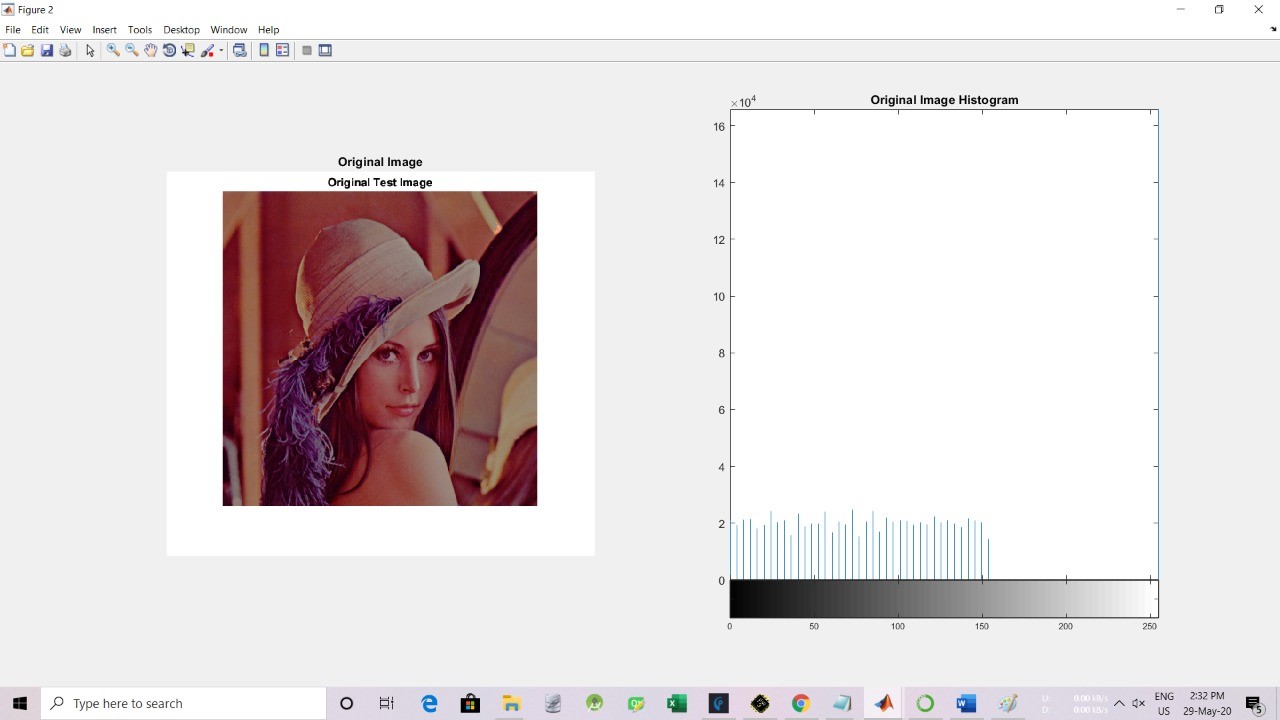 Figure 2
File Edit View Insert Tools Desktop Window Help
Original Image
Original Test Image
Original Image Histogram
×10^4
16
14
12
10
8
6
4
2
0
0 50 100 150 200 250
Type here to search
U: 0.00 kB/s
D: 0.00 kB/s
ENG
US
2:32 PM
29-May-20
5